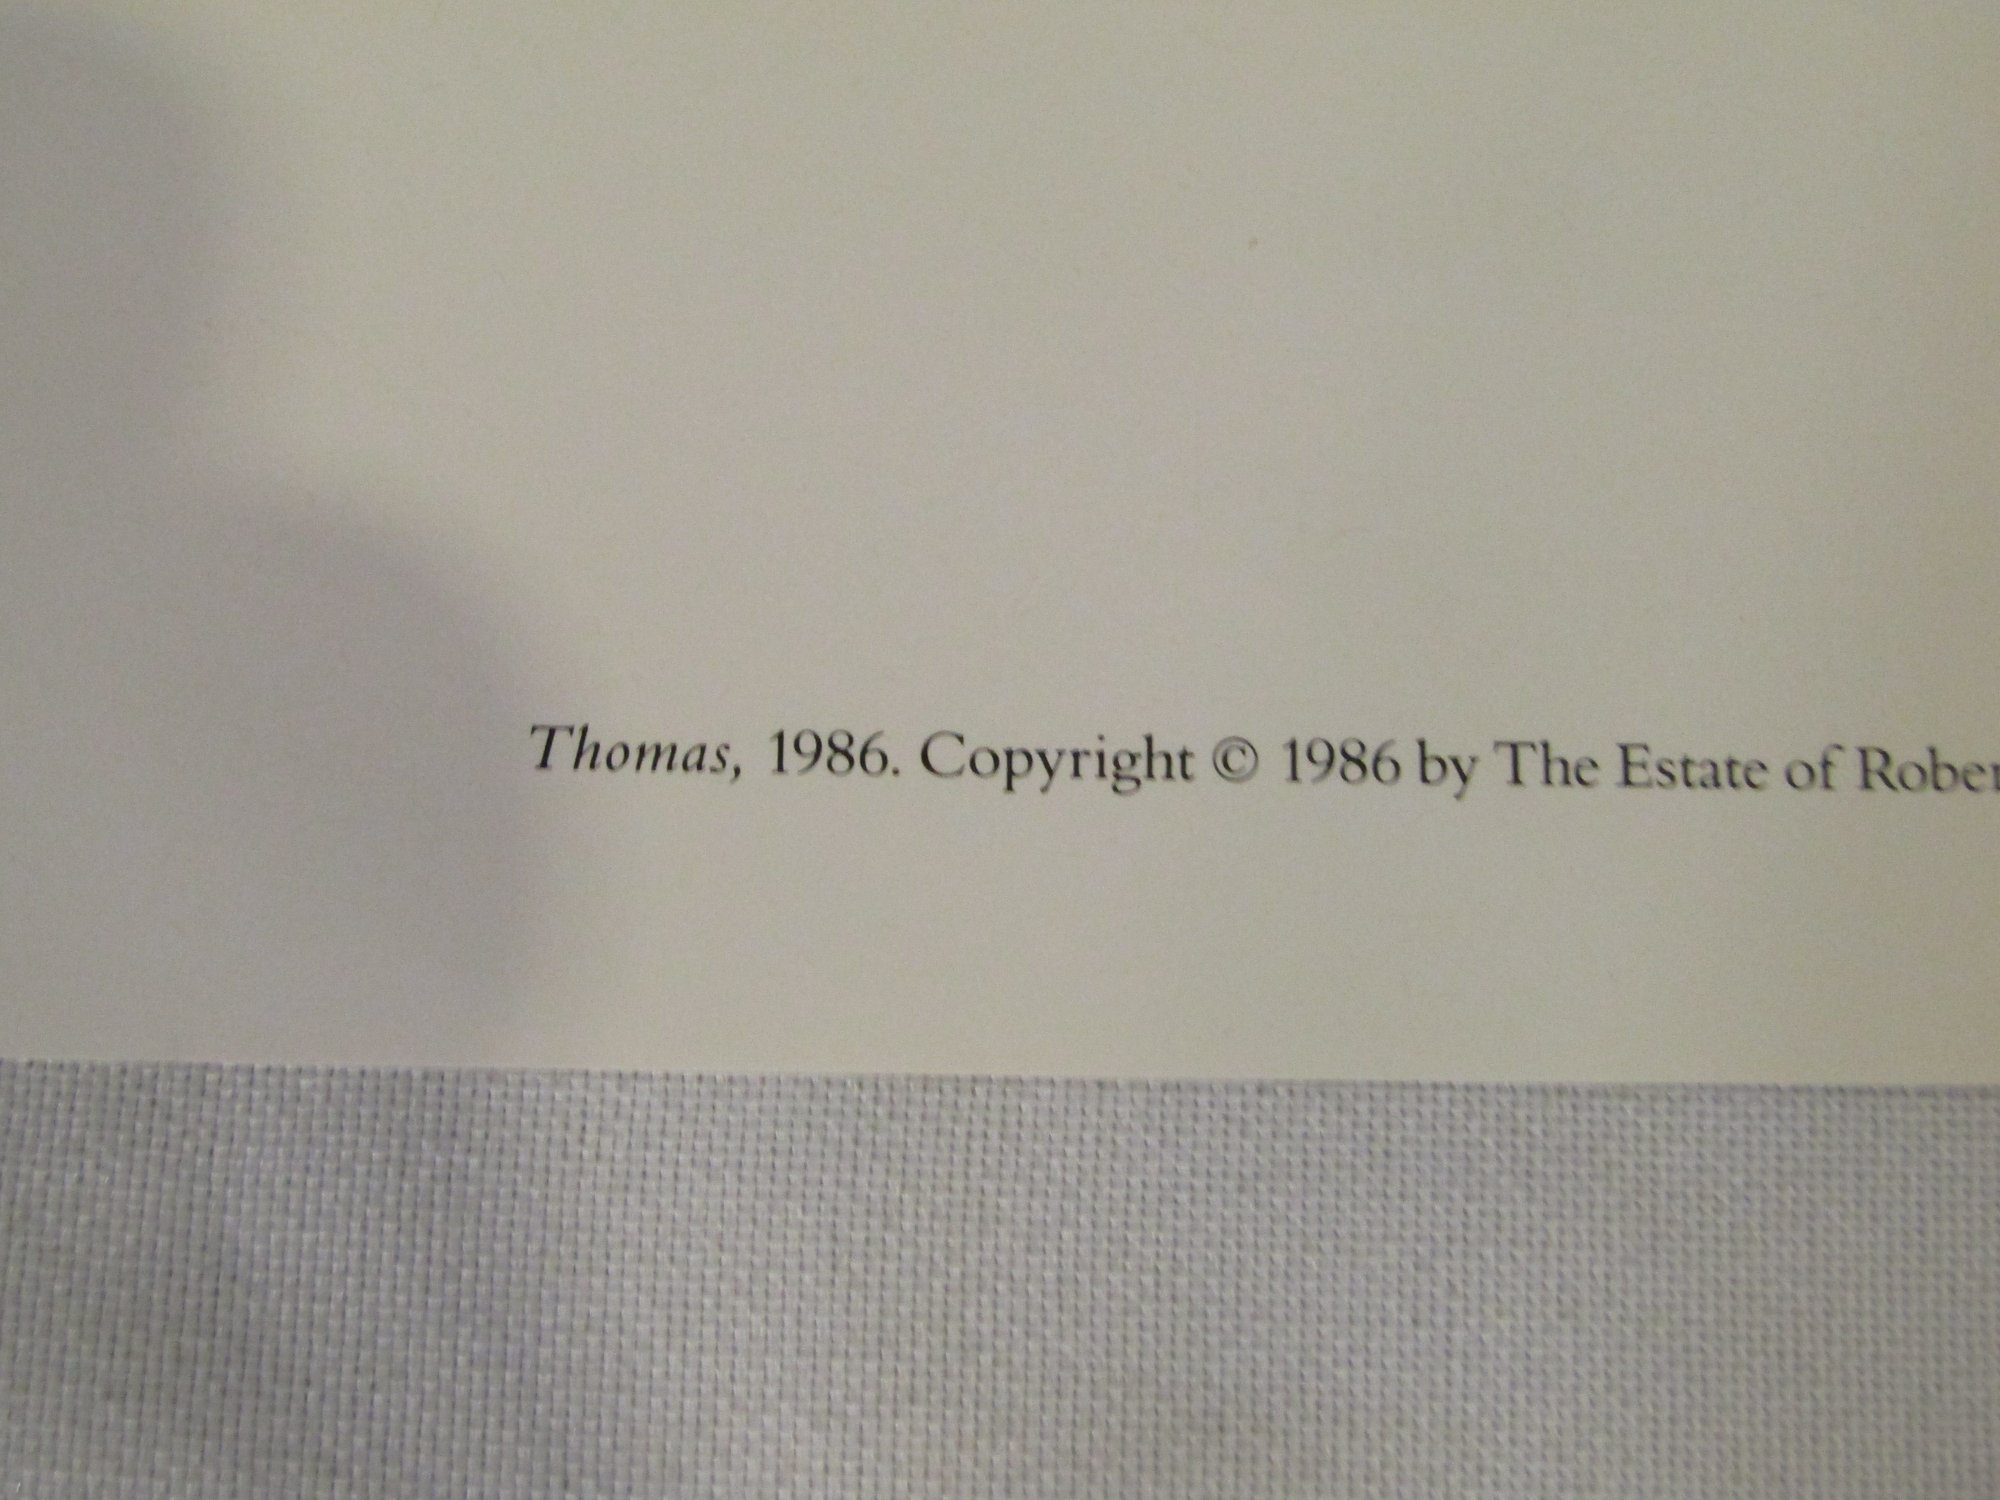 Thomas, 1986. Copyright © 1986 by The Estate of Rober